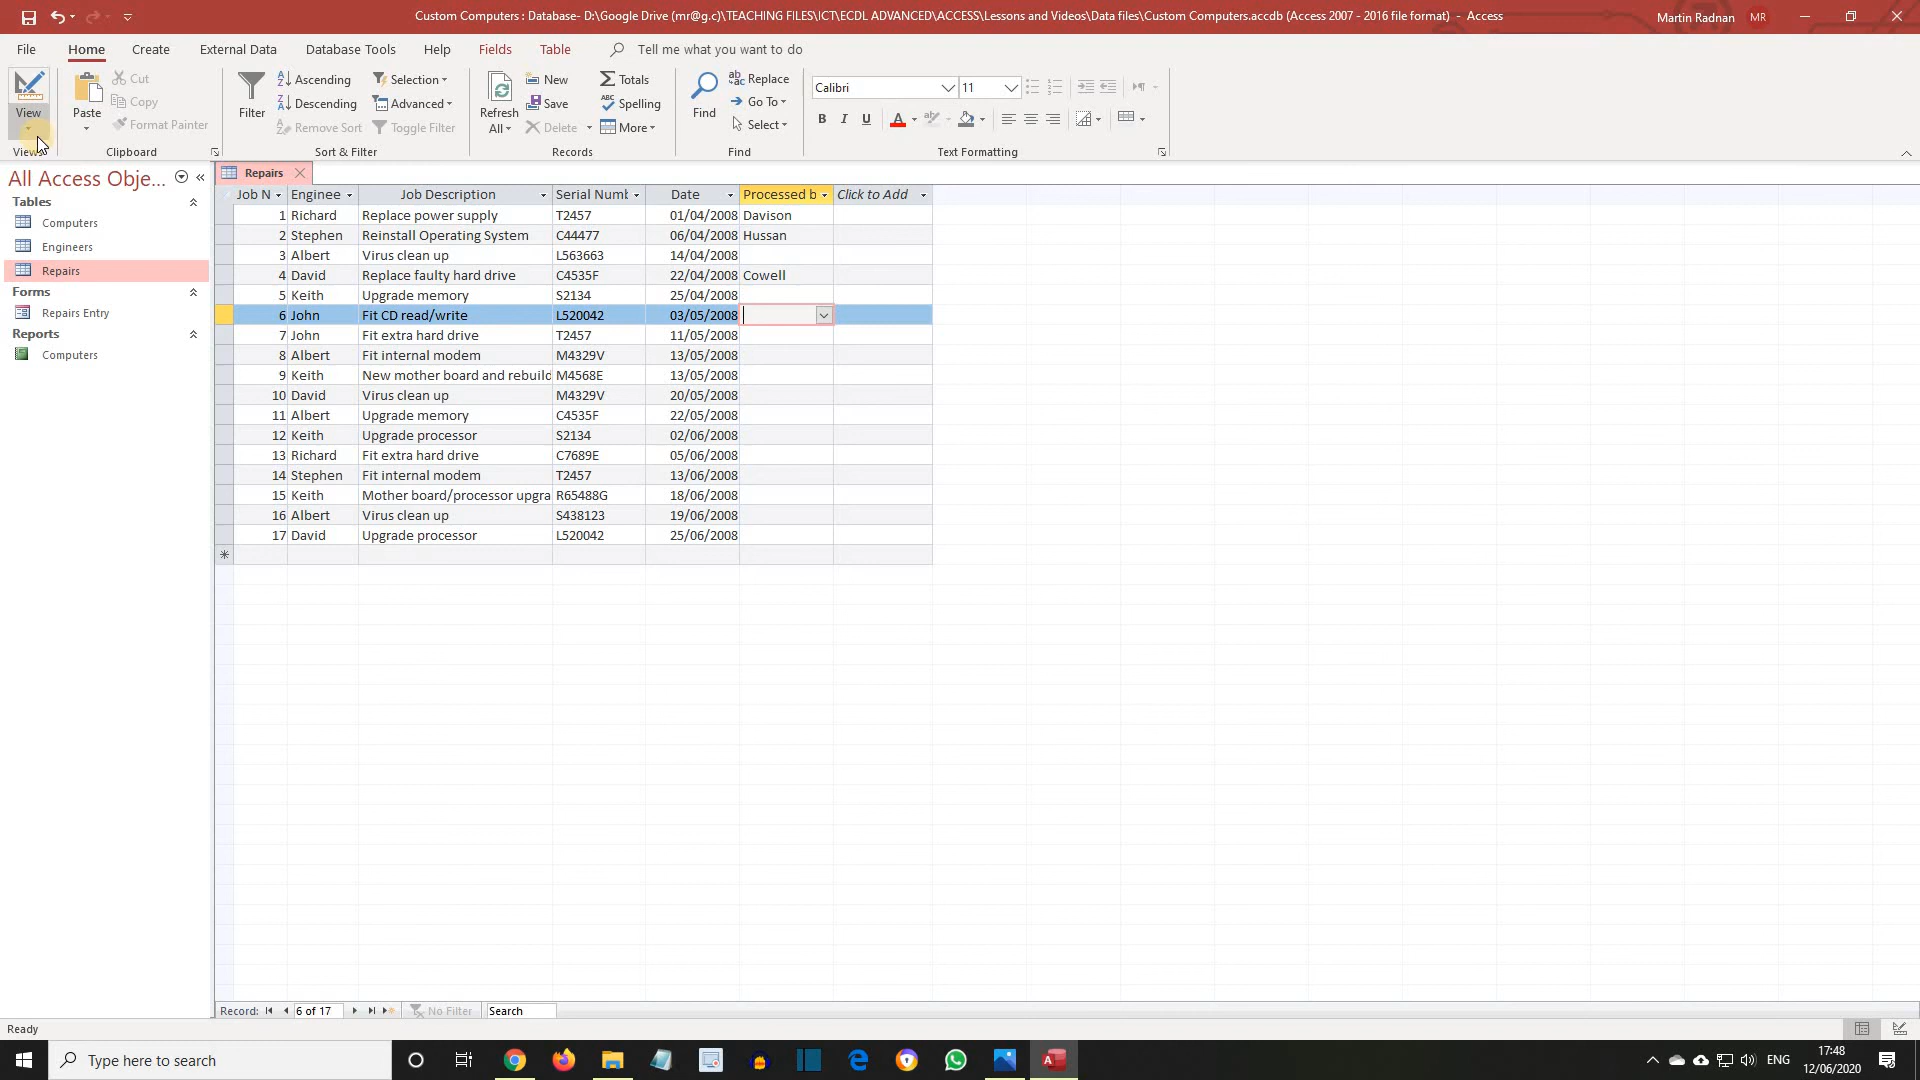 Custom Computers : Database- D:\Google Drive (mr@g.c)\TEACHING FILES\ICT\ECDL ADVANCED\ACCESS\Lessons and Videos\Data files\Custom Computers.accdb (Access 2007 - 2016 file format) - Access
Martin Radnan MR
File Home Create External Data Database Tools Help Fields Table Tell me what you want to do
View
Views
Paste
Cut
Copy
Format Painter
Clipboard
Filter
Ascending
Descending
Remove Sort
Selection
Advanced
Toggle Filter
Sort & Filter
Refresh
All
New
Save
Delete
Totals
Spelling
More
Records
Find
Replace
Go To
Select
Find
Calibri 11
B I U A
Text Formatting
All Access Obje...
Tables
Computers
Engineers
Repairs
Forms
Repairs Entry
Reports
Computers
Repairs
Job N Enginee Job Description Serial Numb Date Processed b Click to Add
1 Richard Replace power supply T2457 01/04/2008 Davison
2 Stephen Reinstall Operating System C44477 06/04/2008 Hussan
3 Albert Virus clean up L563663 14/04/2008
4 David Replace faulty hard drive C4535F 22/04/2008 Cowell
5 Keith Upgrade memory S2134 25/04/2008
6 John Fit CD read/write L520042 03/05/2008
7 John Fit extra hard drive T2457 11/05/2008
8 Albert Fit internal modem M4329V 13/05/2008
9 Keith New mother board and rebuild M4568E 13/05/2008
10 David Virus clean up M4329V 20/05/2008
11 Albert Upgrade memory C4535F 22/05/2008
12 Keith Upgrade processor S2134 02/06/2008
13 Richard Fit extra hard drive C7689E 05/06/2008
14 Stephen Fit internal modem T2457 13/06/2008
15 Keith Mother board/processor upgra R65488G 18/06/2008
16 Albert Virus clean up S438123 19/06/2008
17 David Upgrade processor L520042 25/06/2008
Record: 6 of 17 No Filter Search
Ready
Type here to search
ENG
17:48
12/06/2020